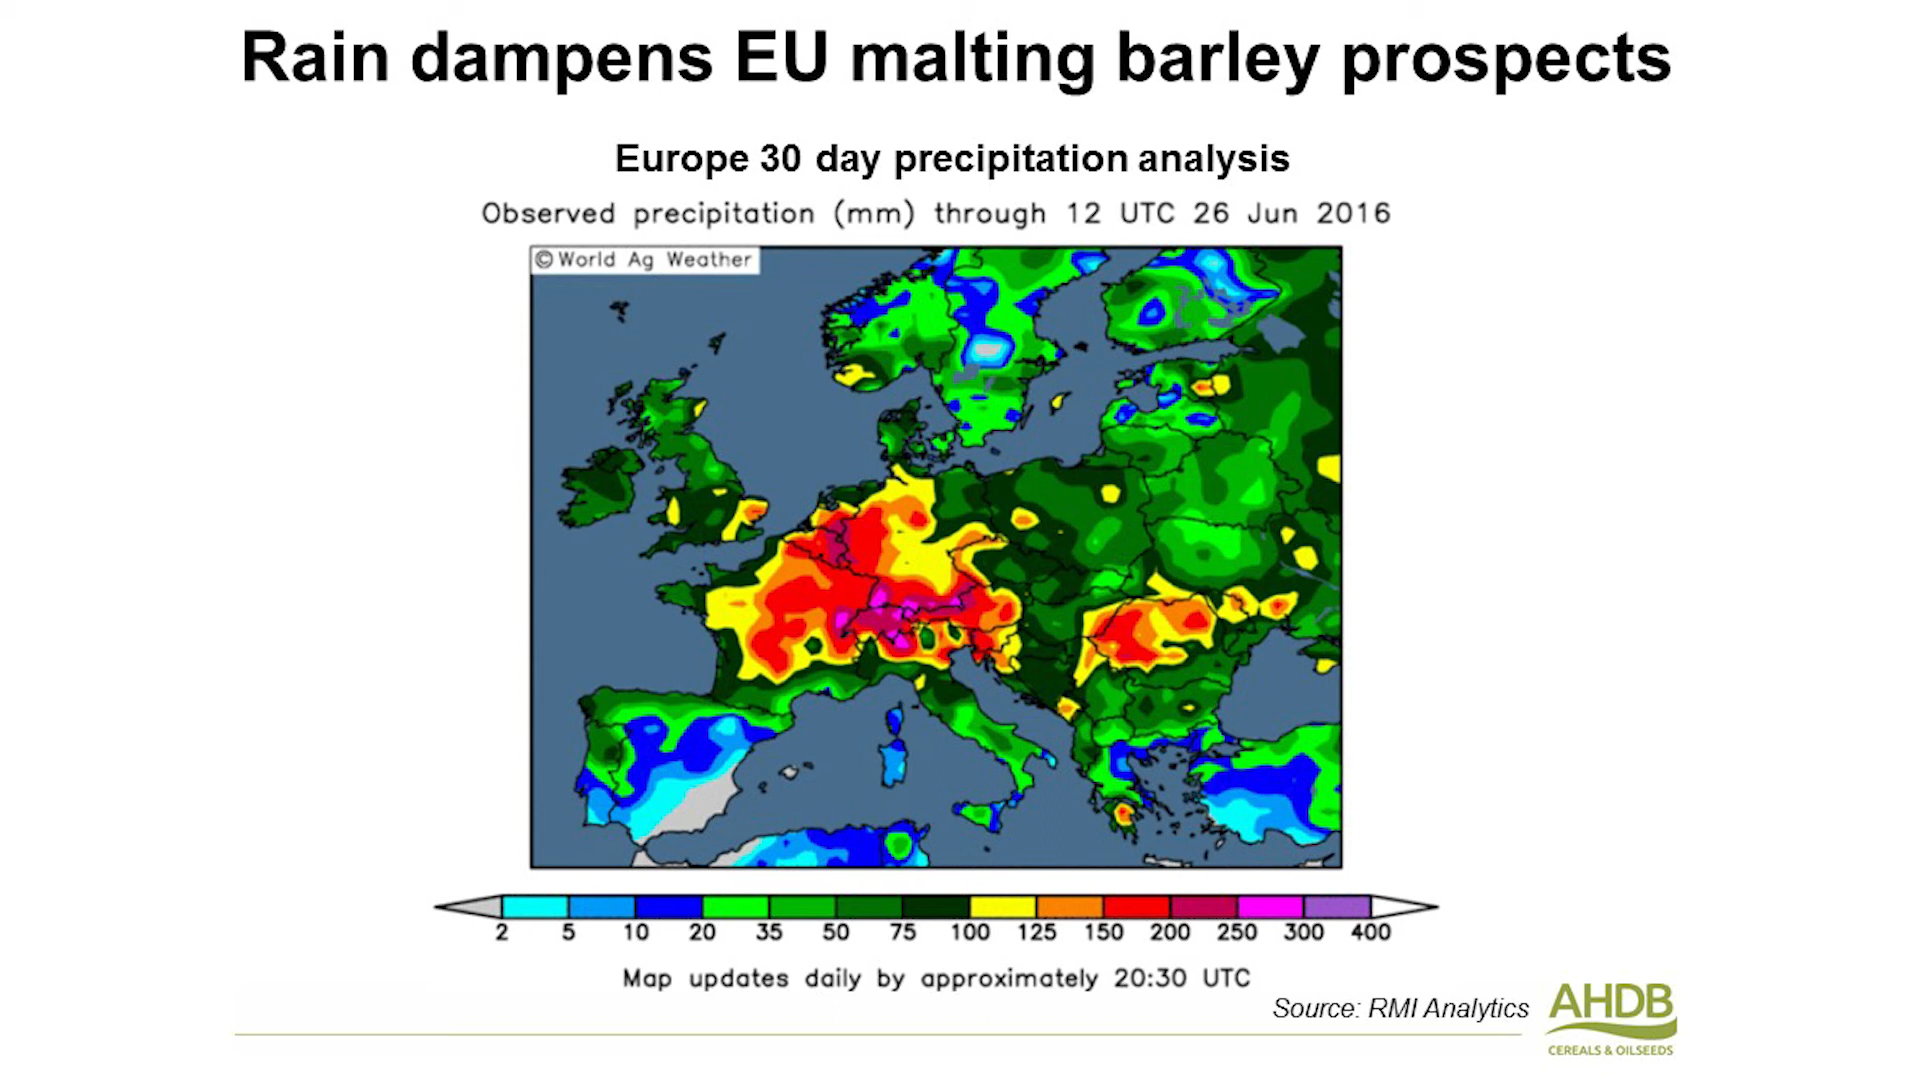 Rain dampens EU malting barley prospects
Europe 30 day precipitation analysis
Observed precipitation (mm) through 12 UTC 26 Jun 2016
©World Ag Weather
2 5 10 20 35 50 75 100 125 150 200 250 300 400
Map updates daily by approximately 20:30 UTC
Source: RMI Analytics
AHDB
CEREALS & OILSEEDS